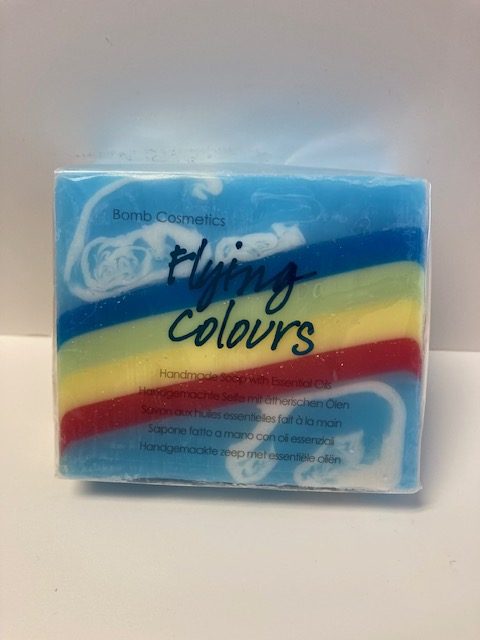 Bomb Cosmetics
Flying
Colours
Handmade Soap with Essential Oils
Handgemachte Seife mit ätherischen Ölen
Savon aux huiles essentielles fait à la main
Sapone fatto a mano con oli essenziali
Handgemaakte zeep met essentiële oliën